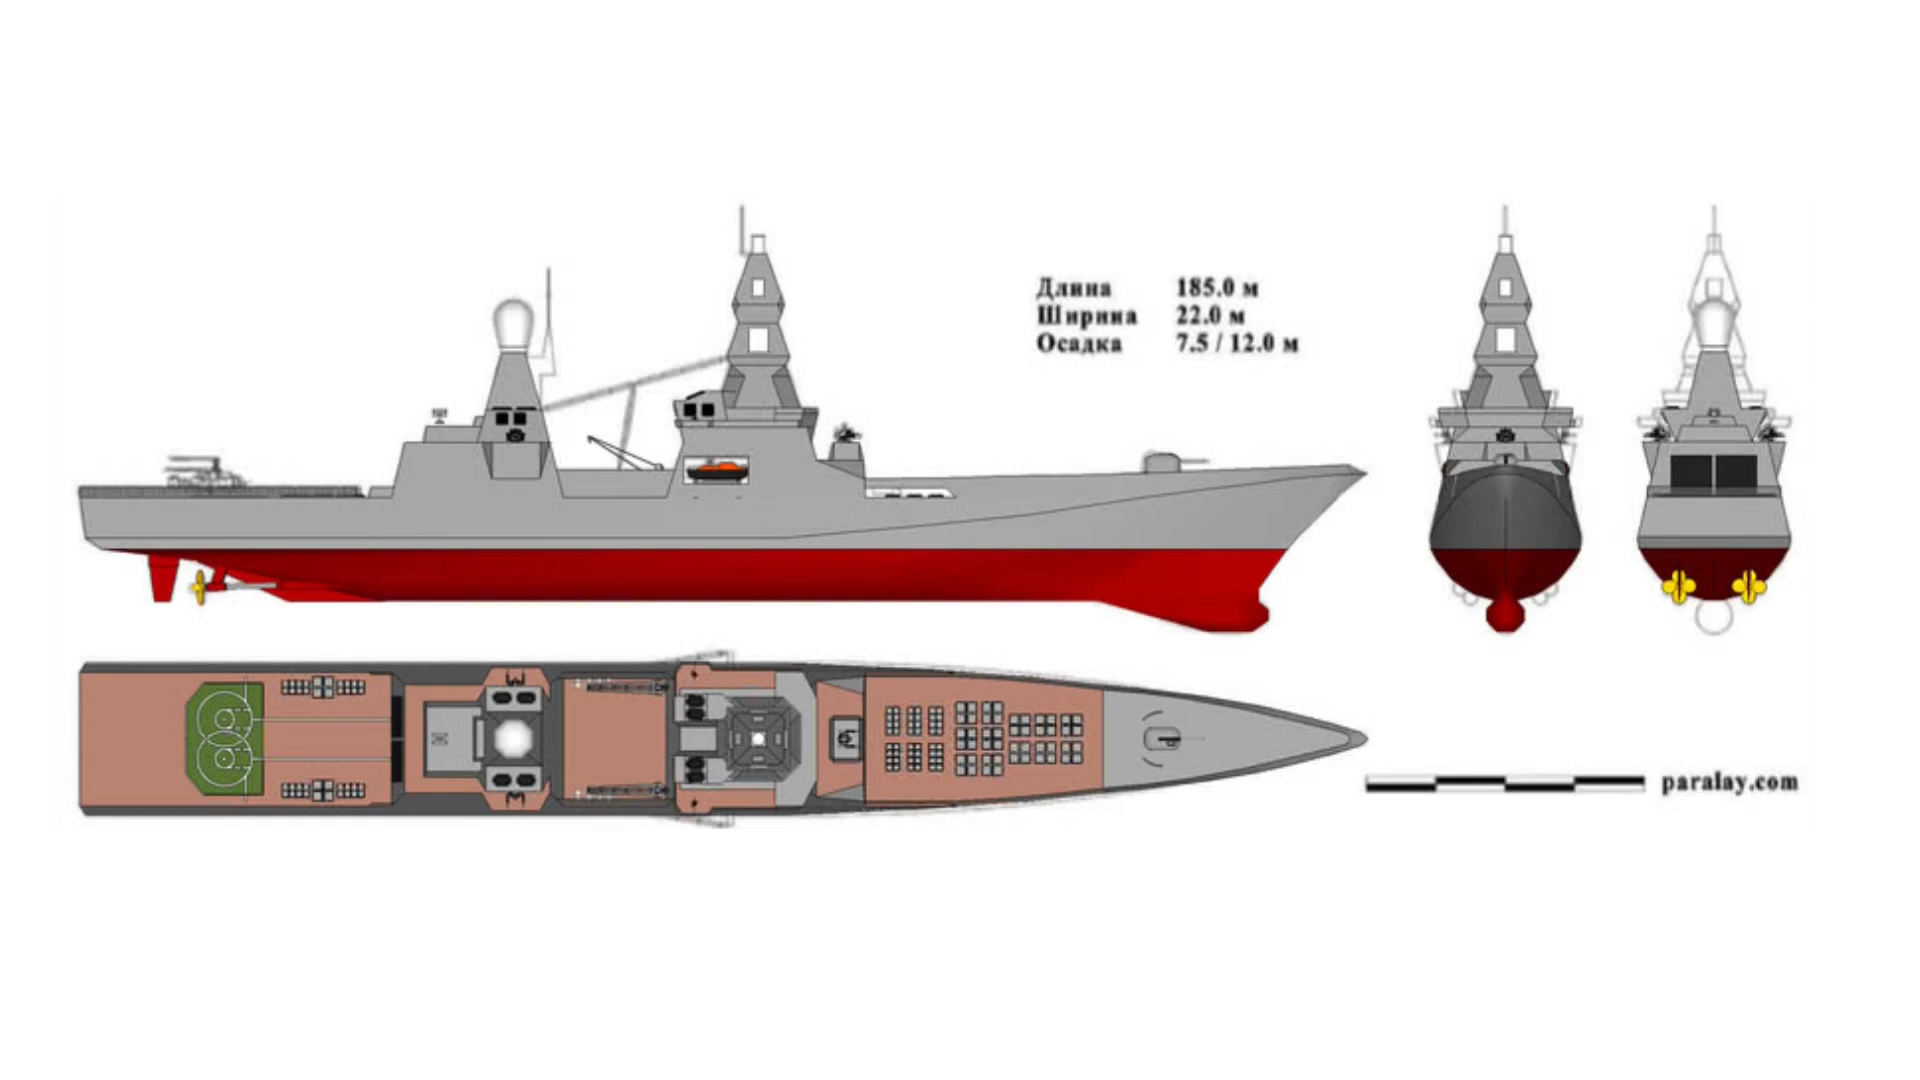 Длина 185.0 м
Ширина 22.0 м
Осадка 7.5 / 12.0 м
paralay.com